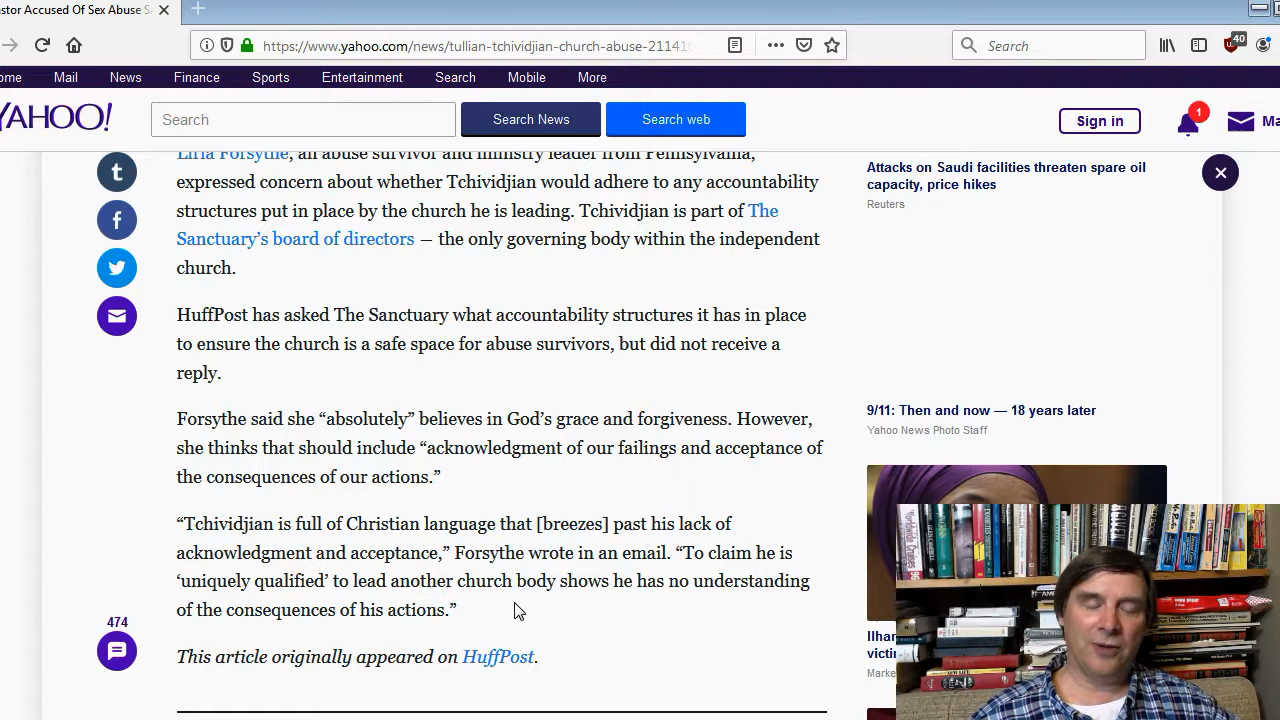 stor Accused Of Sex Abuse S
https://www.yahoo.com/news/tullian-tchividjian-church-abuse-21141
Search
40
ome Mail News Finance Sports Entertainment Search Mobile More
YAHOO!
Search
Search News
Search web
Sign in
1
Ma
Liria Forsythe, an abuse survivor and ministry leader from Pennsylvania,
expressed concern about whether Tchividjian would adhere to any accountability
structures put in place by the church he is leading. Tchividjian is part of The
Sanctuary’s board of directors — the only governing body within the independent
church.
HuffPost has asked The Sanctuary what accountability structures it has in place
to ensure the church is a safe space for abuse survivors, but did not receive a
reply.
Forsythe said she “absolutely” believes in God’s grace and forgiveness. However,
she thinks that should include “acknowledgment of our failings and acceptance of
the consequences of our actions.”
“Tchividjian is full of Christian language that [breezes] past his lack of
acknowledgment and acceptance,” Forsythe wrote in an email. “To claim he is
‘uniquely qualified’ to lead another church body shows he has no understanding
of the consequences of his actions.”
474
This article originally appeared on HuffPost.
Attacks on Saudi facilities threaten spare oil
capacity, price hikes
Reuters
9/11: Then and now — 18 years later
Yahoo News Photo Staff
Ilhan
victi
Marke